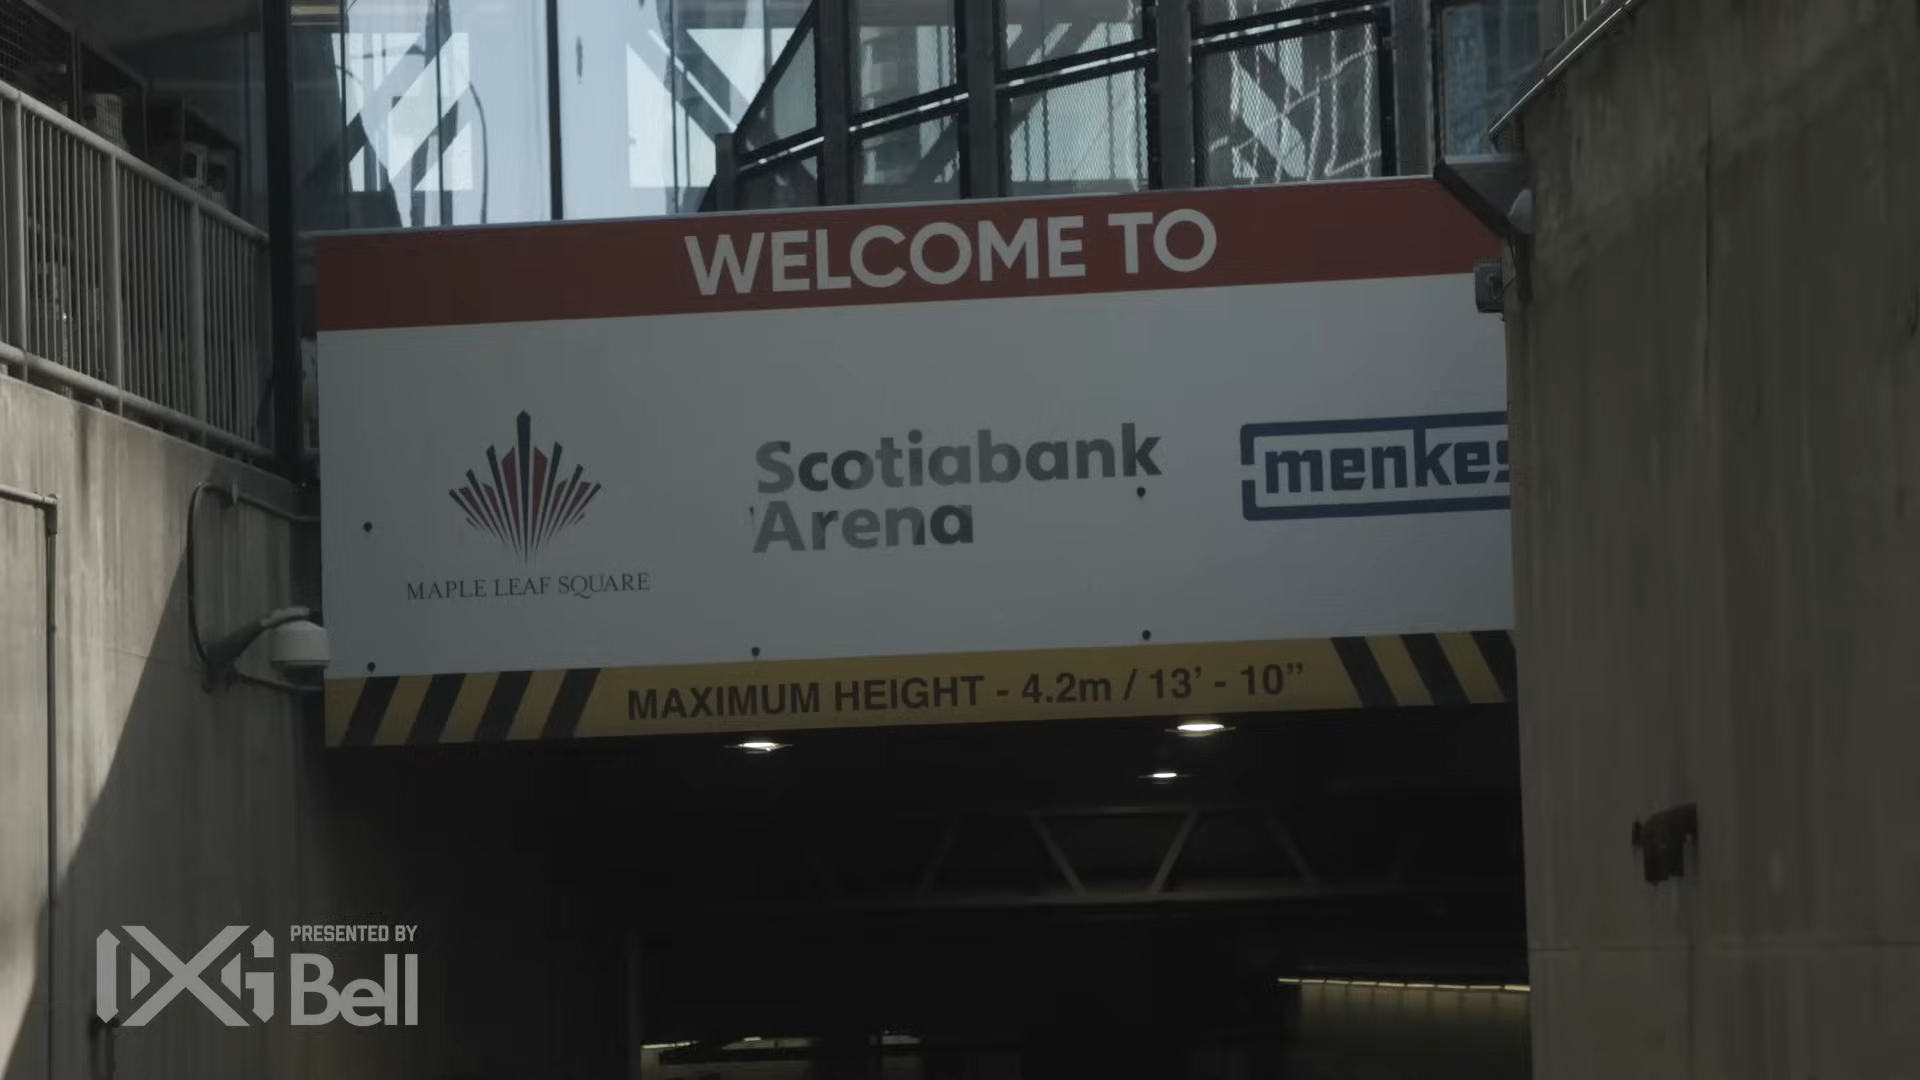 WELCOME TO
MAPLE LEAF SQUARE
Scotiabank
Arena
menkes
MAXIMUM HEIGHT - 4.2m / 13’ - 10”
PRESENTED BY
Bell